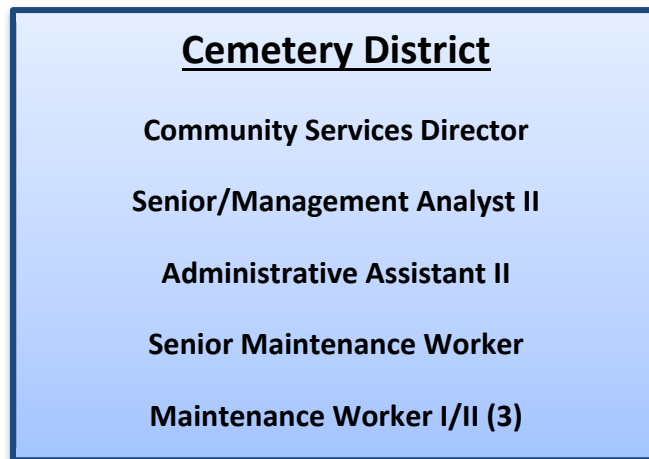 Cemetery District
Community Services Director
Senior/Management Analyst II
Administrative Assistant II
Senior Maintenance Worker
Maintenance Worker I/II (3)